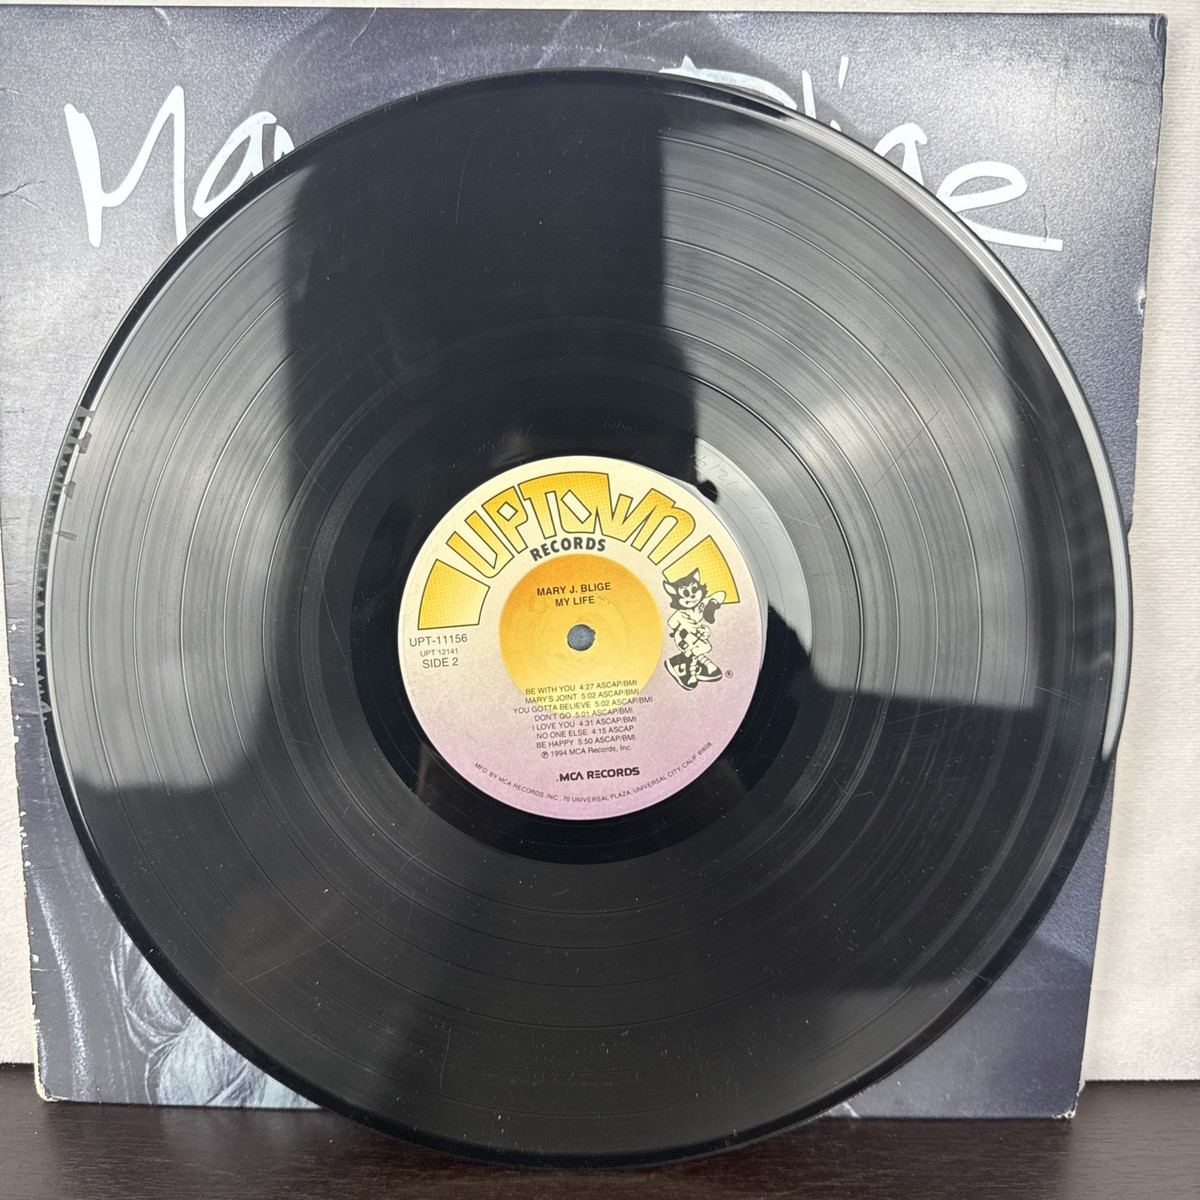 Ma
Blige
UPTOWN
RECORDS
MARY J. BLIGE
MY LIFE
UPT-11156
UPT 12141
SIDE 2
®
BE WITH YOU 4:27 ASCAP/BMI
MARY'S JOINT 5:02 ASCAP/BMI
YOU GOTTA BELIEVE 5:02 ASCAP/BMI
DON'T GO 5:01 ASCAP/BMI
I LOVE YOU 4:31 ASCAP/BMI
NO ONE ELSE 4:15 ASCAP
BE HAPPY 5:50 ASCAP/BMI
℗ 1994 MCA Records, Inc.
MCA RECORDS
MFD. BY MCA RECORDS, INC., 70 UNIVERSAL PLAZA, UNIVERSAL CITY, CALIF. 91608